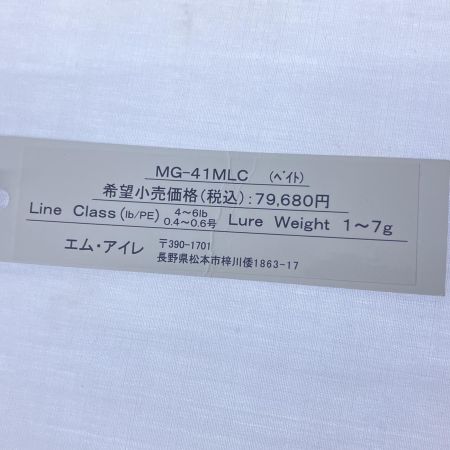 MG-41MLC (ﾍﾞｲﾄ)
希望小売価格(税込):79,680円
Line Class(lb/PE) 4～6lb 0.4～0.6号 Lure Weight 1～7g
エム・アイレ 〒390-1701
長野県松本市梓川倭1863-17